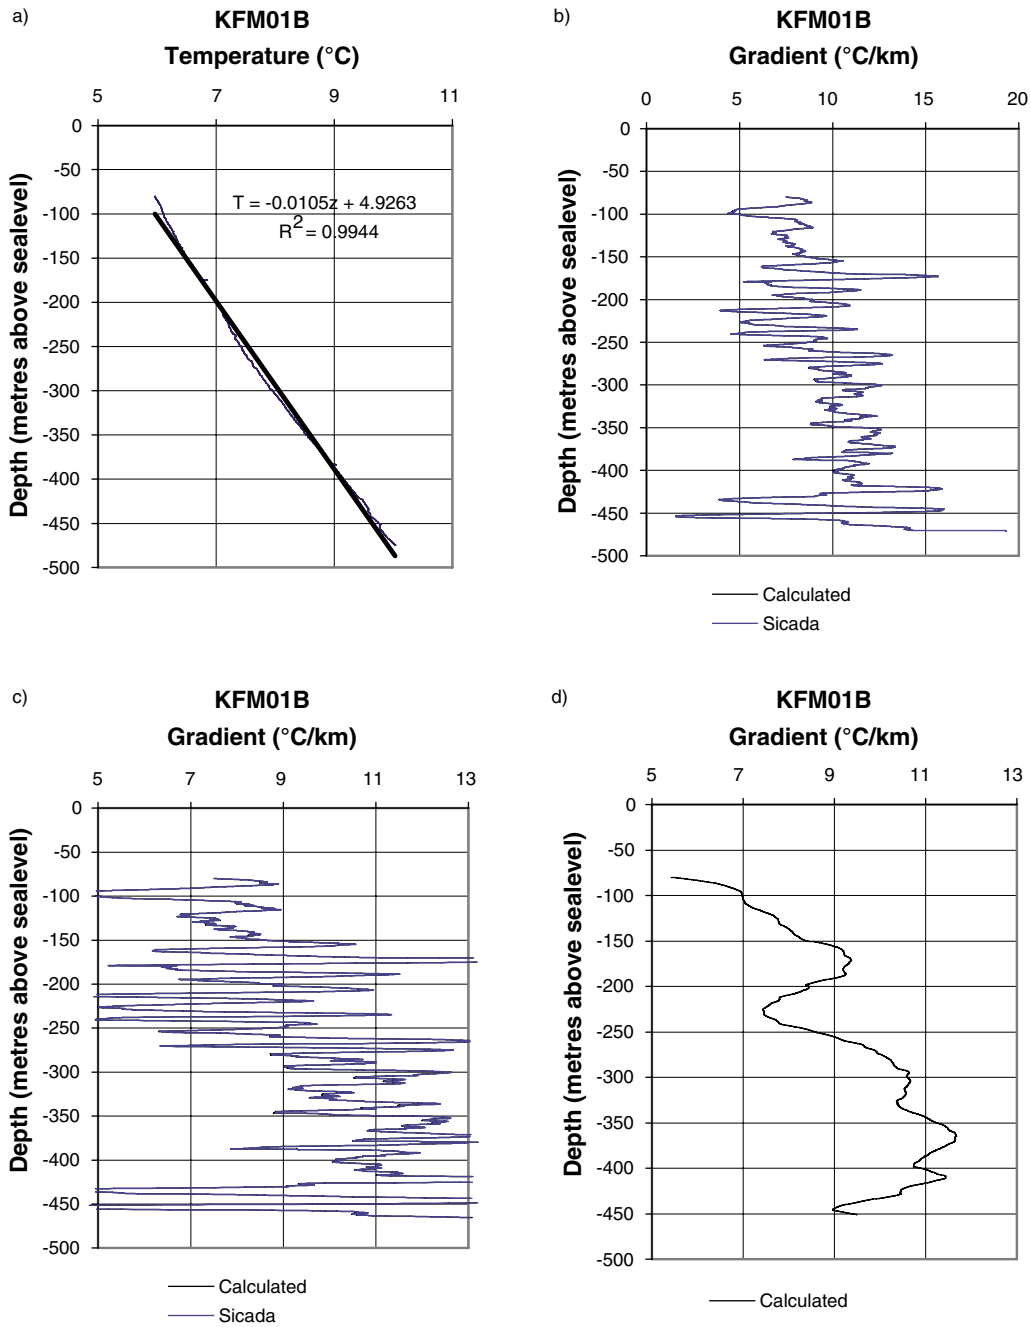 a)
KFM01B
Temperature (°C)
5 7 9 11
0
-50
-100
-150
-200
-250
-300
-350
-400
-450
-500
Depth (metres above sealevel)
T = -0.0105z + 4.9263
R2 = 0.9944
b)
KFM01B
Gradient (°C/km)
0 5 10 15 20
0
-50
-100
-150
-200
-250
-300
-350
-400
-450
-500
Depth (metres above sealevel)
Calculated
Sicada
c)
KFM01B
Gradient (°C/km)
5 7 9 11 13
0
-50
-100
-150
-200
-250
-300
-350
-400
-450
-500
Depth (metres above sealevel)
Calculated
Sicada
d)
KFM01B
Gradient (°C/km)
5 7 9 11 13
0
-50
-100
-150
-200
-250
-300
-350
-400
-450
-500
Depth (metres above sealevel)
Calculated